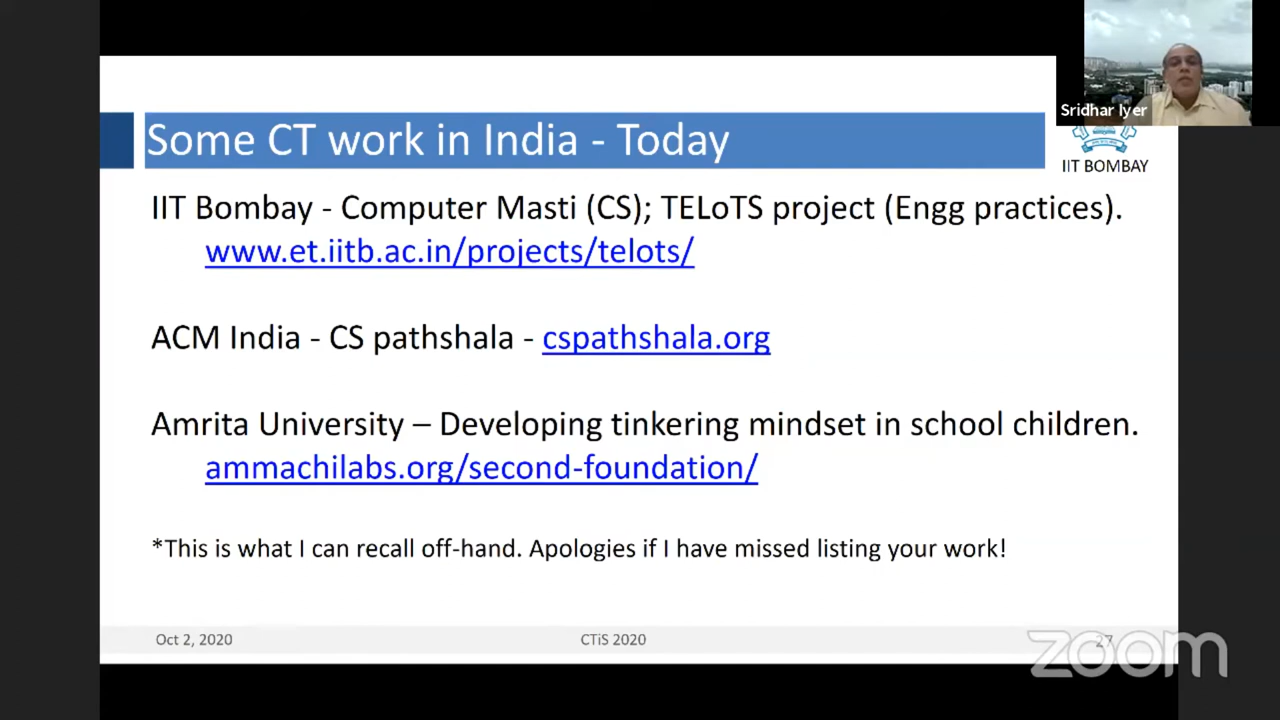 Sridhar Iyer
Some CT work in India - Today
IIT BOMBAY
IIT Bombay - Computer Masti (CS); TELoTS project (Engg practices).
www.et.iitb.ac.in/projects/telots/
ACM India - CS pathshala - cspathshala.org
Amrita University – Developing tinkering mindset in school children.
ammachilabs.org/second-foundation/
*This is what I can recall off-hand. Apologies if I have missed listing your work!
Oct 2, 2020
CTiS 2020
27
zoom